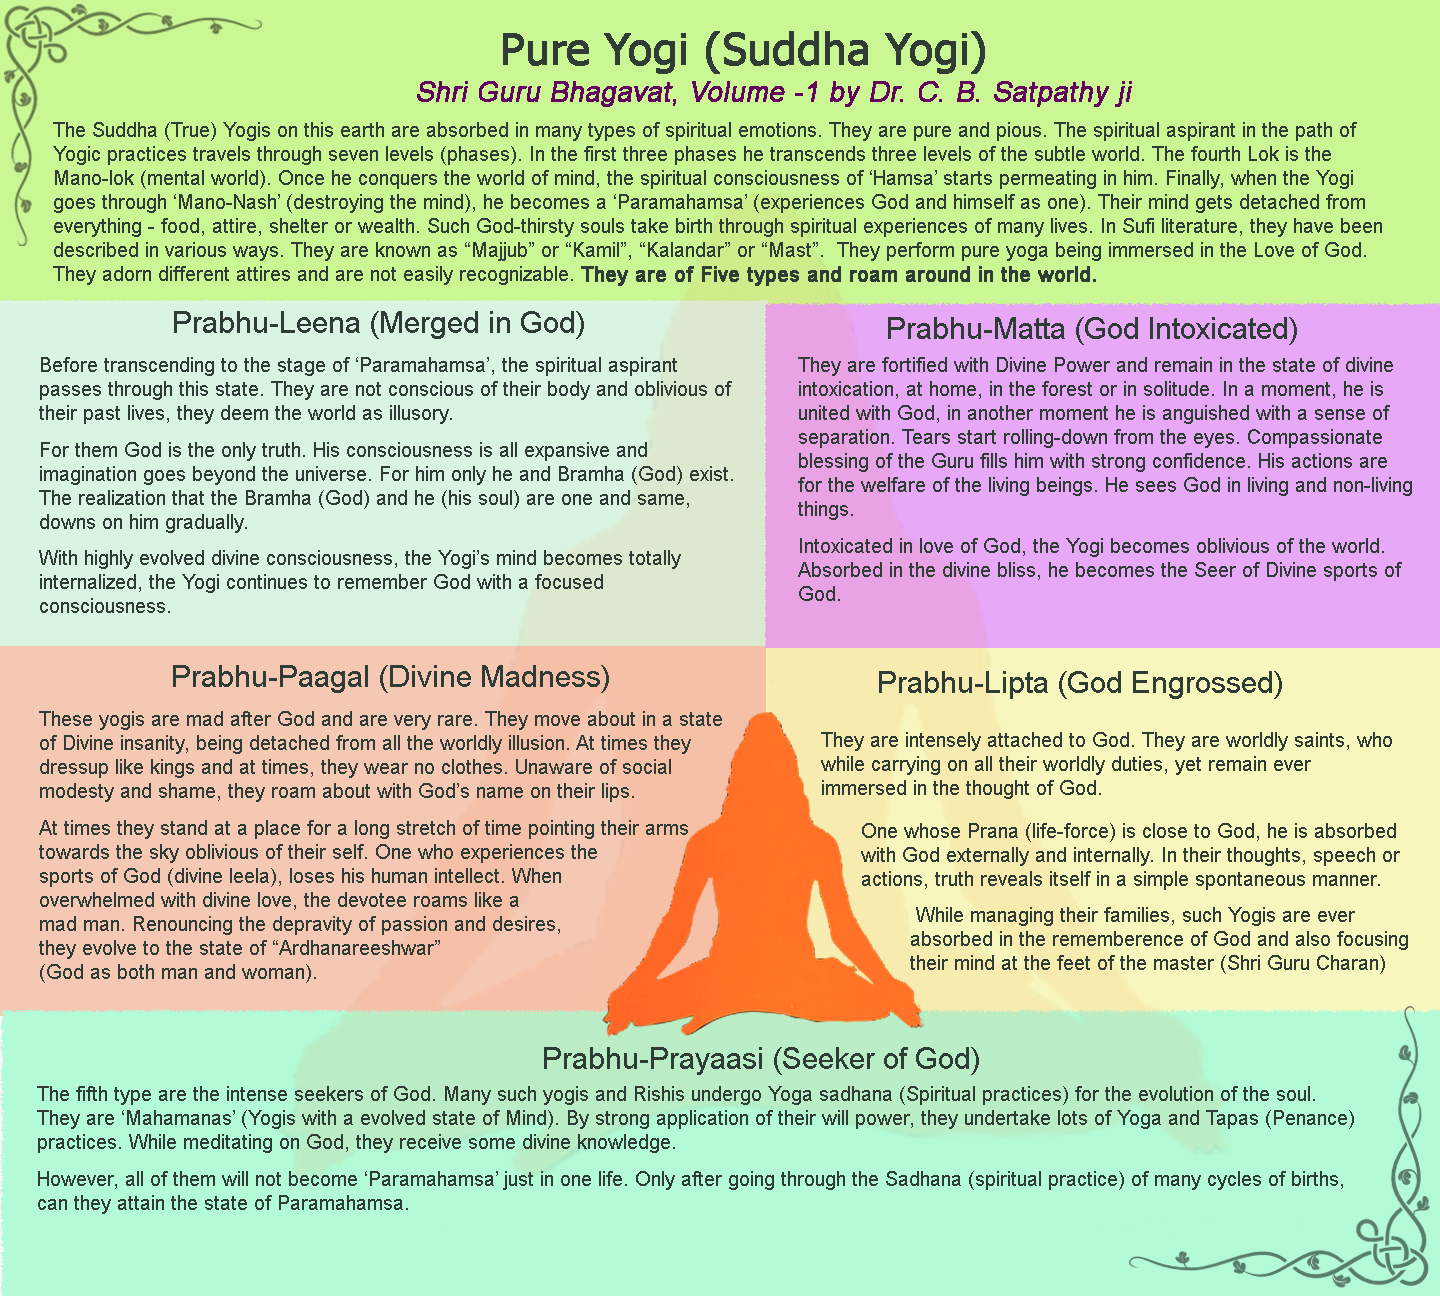 Pure Yogi (Suddha Yogi)
Shri Guru Bhagavat, Volume -1 by Dr. C. B. Satpathy ji
The Suddha (True) Yogis on this earth are absorbed in many types of spiritual emotions. They are pure and pious. The spiritual aspirant in the path of
Yogic practices travels through seven levels (phases). In the first three phases he transcends three levels of the subtle world. The fourth Lok is the
Mano-lok (mental world). Once he conquers the world of mind, the spiritual consciousness of ‘Hamsa’ starts permeating in him. Finally, when the Yogi
goes through ‘Mano-Nash’ (destroying the mind), he becomes a ‘Paramahamsa’ (experiences God and himself as one). Their mind gets detached from
everything - food, attire, shelter or wealth. Such God-thirsty souls take birth through spiritual experiences of many lives. In Sufi literature, they have been
described in various ways. They are known as “Majjub” or “Kamil”, “Kalandar” or “Mast”. They perform pure yoga being immersed in the Love of God.
They adorn different attires and are not easily recognizable. They are of Five types and roam around in the world.
Prabhu-Leena (Merged in God)
Before transcending to the stage of ‘Paramahamsa’, the spiritual aspirant
passes through this state. They are not conscious of their body and oblivious of
their past lives, they deem the world as illusory.
For them God is the only truth. His consciousness is all expansive and
imagination goes beyond the universe. For him only he and Bramha (God) exist.
The realization that the Bramha (God) and he (his soul) are one and same,
downs on him gradually.
With highly evolved divine consciousness, the Yogi’s mind becomes totally
internalized, the Yogi continues to remember God with a focused
consciousness.
Prabhu-Matta (God Intoxicated)
They are fortified with Divine Power and remain in the state of divine
intoxication, at home, in the forest or in solitude. In a moment, he is
united with God, in another moment he is anguished with a sense of
separation. Tears start rolling-down from the eyes. Compassionate
blessing of the Guru fills him with strong confidence. His actions are
for the welfare of the living beings. He sees God in living and non-living
things.
Intoxicated in love of God, the Yogi becomes oblivious of the world.
Absorbed in the divine bliss, he becomes the Seer of Divine sports of
God.
Prabhu-Paagal (Divine Madness)
These yogis are mad after God and are very rare. They move about in a state
of Divine insanity, being detached from all the worldly illusion. At times they
dressup like kings and at times, they wear no clothes. Unaware of social
modesty and shame, they roam about with God’s name on their lips.
At times they stand at a place for a long stretch of time pointing their arms
towards the sky oblivious of their self. One who experiences the
sports of God (divine leela), loses his human intellect. When
overwhelmed with divine love, the devotee roams like a
mad man. Renouncing the depravity of passion and desires,
they evolve to the state of “Ardhanareeshwar”
(God as both man and woman).
Prabhu-Lipta (God Engrossed)
They are intensely attached to God. They are worldly saints, who
while carrying on all their worldly duties, yet remain ever
immersed in the thought of God.
One whose Prana (life-force) is close to God, he is absorbed
with God externally and internally. In their thoughts, speech or
actions, truth reveals itself in a simple spontaneous manner.
While managing their families, such Yogis are ever
absorbed in the rememberence of God and also focusing
their mind at the feet of the master (Shri Guru Charan)
Prabhu-Prayaasi (Seeker of God)
The fifth type are the intense seekers of God. Many such yogis and Rishis undergo Yoga sadhana (Spiritual practices) for the evolution of the soul.
They are ‘Mahamanas’ (Yogis with a evolved state of Mind). By strong application of their will power, they undertake lots of Yoga and Tapas (Penance)
practices. While meditating on God, they receive some divine knowledge.
However, all of them will not become ‘Paramahamsa’ just in one life. Only after going through the Sadhana (spiritual practice) of many cycles of births,
can they attain the state of Paramahamsa.